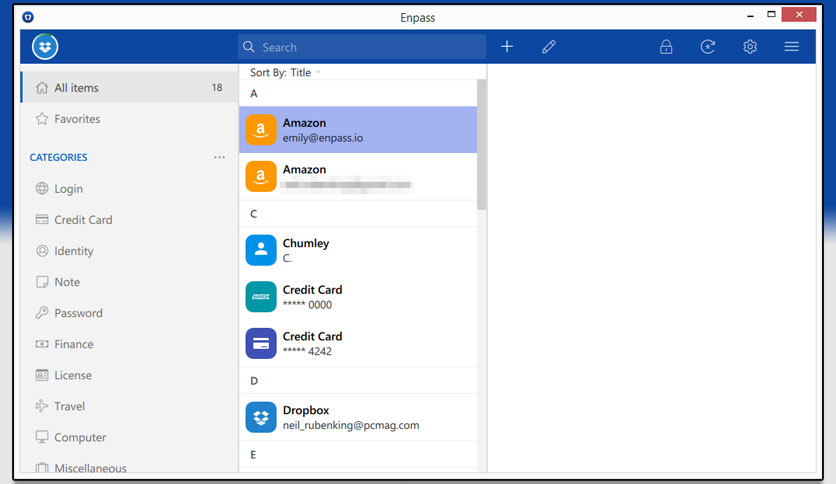 Enpass
Search
Sort By: Title
All items 18
Favorites
CATEGORIES
Login
Credit Card
Identity
Note
Password
Finance
License
Travel
Computer
Miscellaneous
A
Amazon
emily@enpass.io
Amazon
C
Chumley
C.
Credit Card
***** 0000
Credit Card
***** 4242
D
Dropbox
neil_rubenking@pcmag.com
E